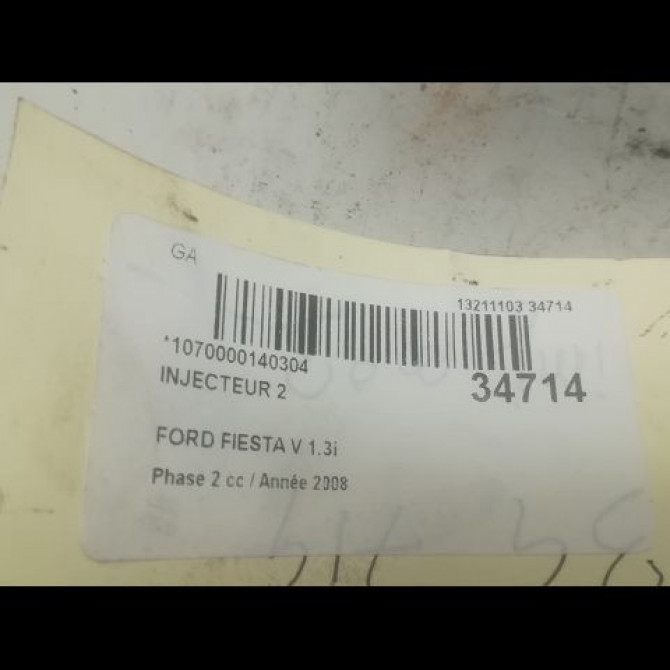 GA
13211103 34714
*1070000140304
34714
INJECTEUR 2
FORD FIESTA V 1.3i
Phase 2 cc / Année 2008